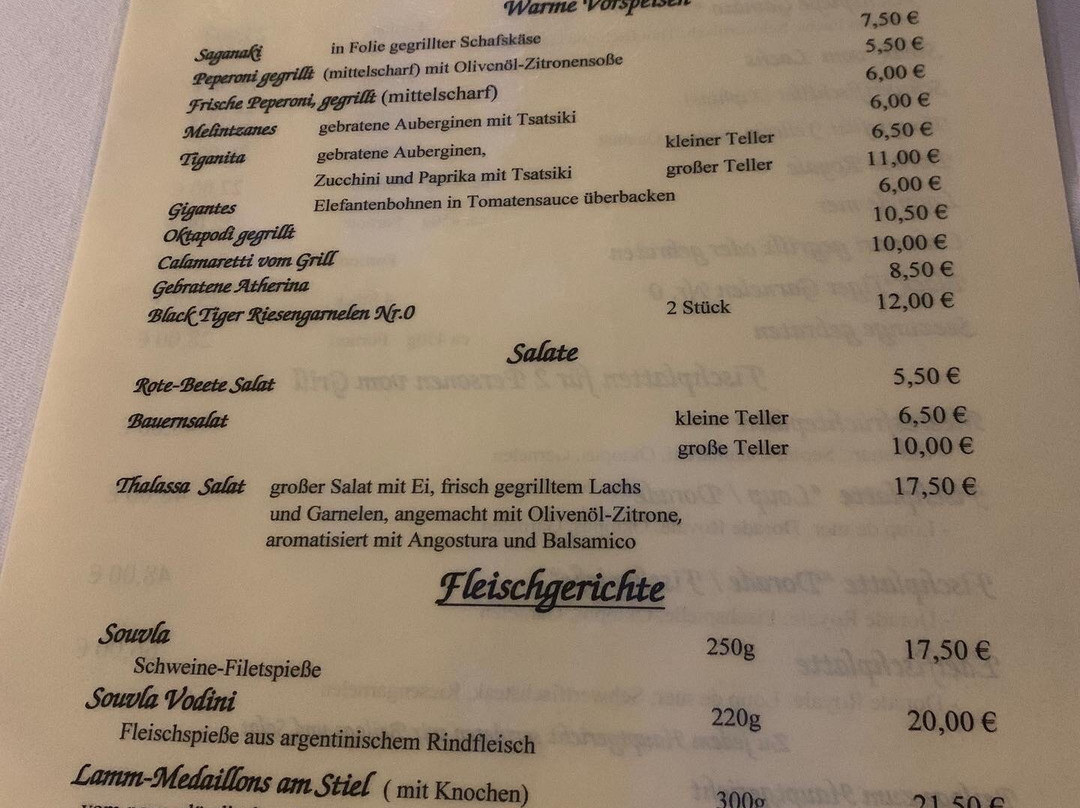 Warme Vorspeisen
Saganaki in Folie gegrillter Schafskäse 7,50 €
Peperoni gegrillt (mittelscharf) mit Olivenöl-Zitronensoße 5,50 €
Frische Peperoni, gegrillt (mittelscharf) 6,00 €
Melintzanes gebratene Auberginen mit Tsatsiki 6,00 €
Tiganita gebratene Auberginen, kleiner Teller 6,50 €
Zucchini und Paprika mit Tsatsiki großer Teller 11,00 €
Gigantes Elefantenbohnen in Tomatensauce überbacken 6,00 €
Oktapodi gegrillt 10,50 €
Calamaretti vom Grill 10,00 €
Gebratene Atherina 8,50 €
Black Tiger Riesengarnelen Nr.0 2 Stück 12,00 €
Salate
Rote-Beete Salat 5,50 €
Bauernsalat kleine Teller 6,50 €
große Teller 10,00 €
Thalassa Salat großer Salat mit Ei, frisch gegrilltem Lachs 17,50 €
und Garnelen, angemacht mit Olivenöl-Zitrone,
aromatisiert mit Angostura und Balsamico
Fleischgerichte
Souvla 250g 17,50 €
Schweine-Filetspieße
Souvla Vodini 220g 20,00 €
Fleischspieße aus argentinischem Rindfleisch
Lamm-Medaillons am Stiel ( mit Knochen) 300g 21,50 €